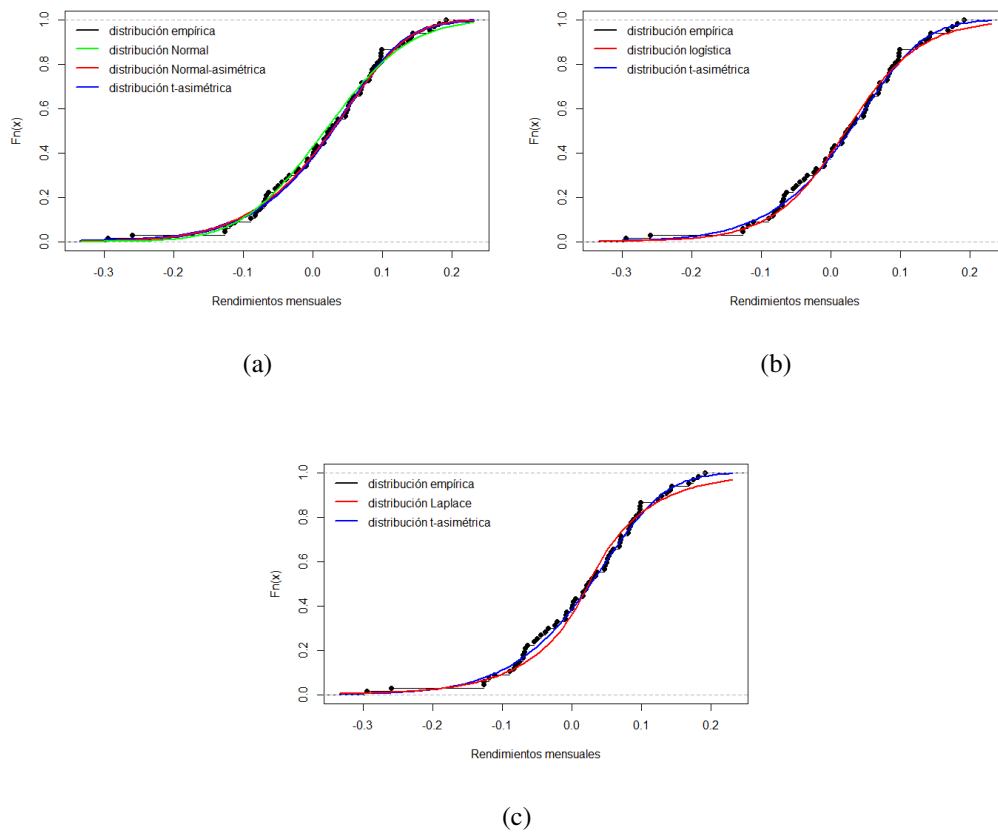 distribución empírica
distribución Normal
distribución Normal-asimétrica
distribución t-asimétrica
Fn(x)
0.0 0.2 0.4 0.6 0.8 1.0
-0.3 -0.2 -0.1 0.0 0.1 0.2
Rendimientos mensuales
(a)
distribución empírica
distribución logística
distribución t-asimétrica
Fn(x)
0.0 0.2 0.4 0.6 0.8 1.0
-0.3 -0.2 -0.1 0.0 0.1 0.2
Rendimientos mensuales
(b)
distribución empírica
distribución Laplace
distribución t-asimétrica
Fn(x)
0.0 0.2 0.4 0.6 0.8 1.0
-0.3 -0.2 -0.1 0.0 0.1 0.2
Rendimientos mensuales
(c)